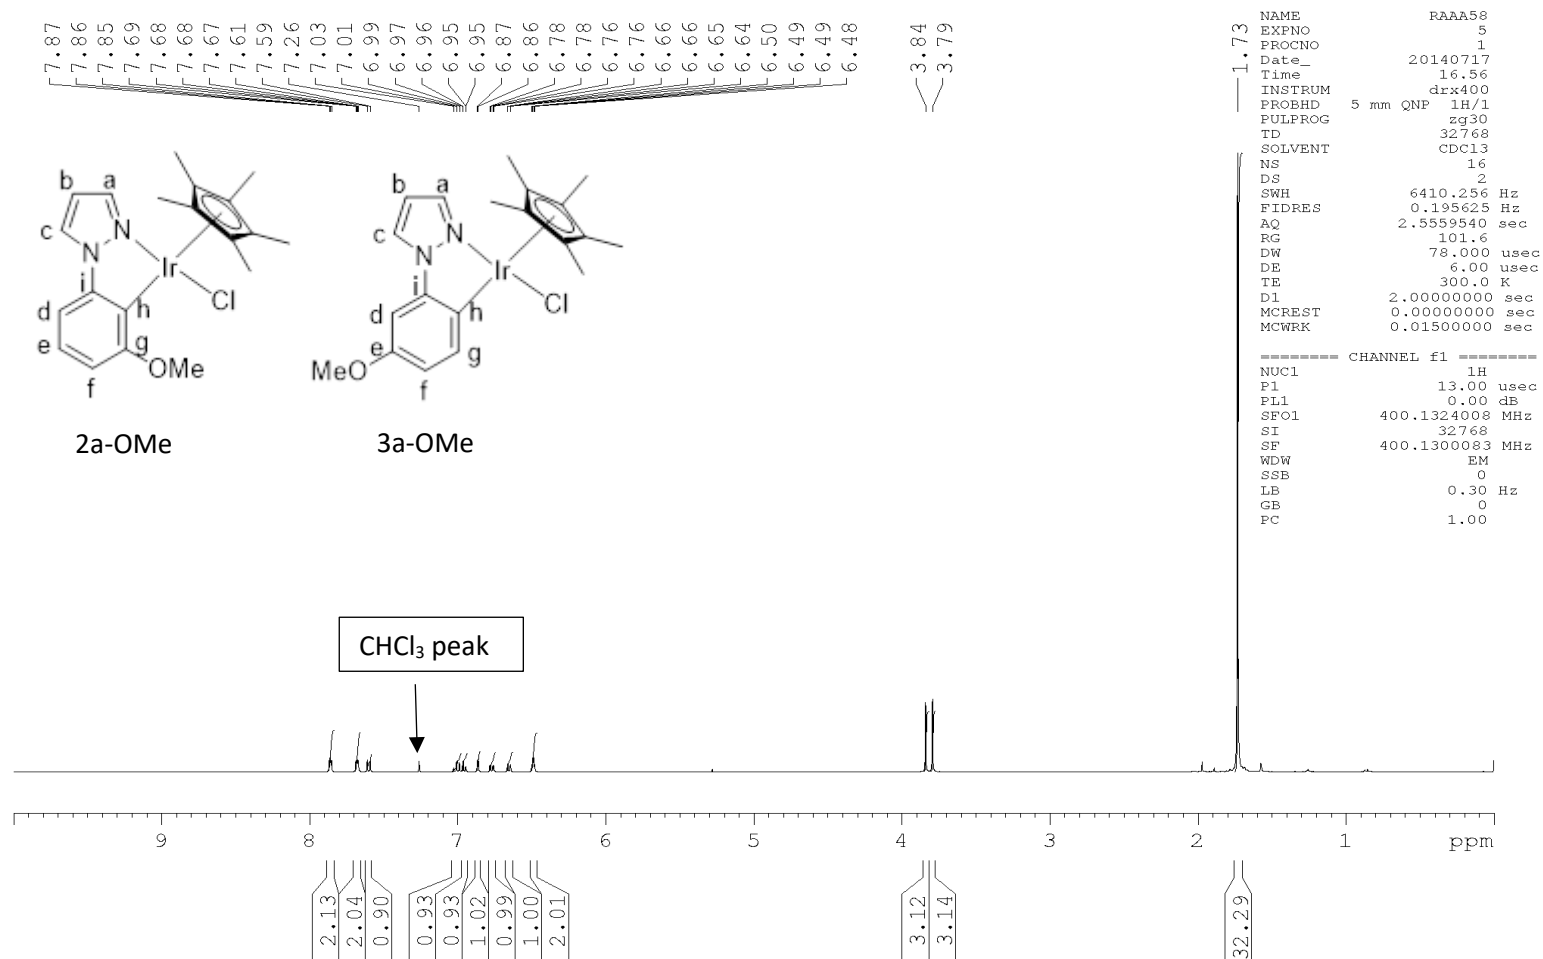 7.87 7.86 7.85 7.69 7.68 7.68 7.67 7.61 7.59 7.26 7.03 7.01 6.99 6.97 6.96 6.95 6.95 6.87 6.86 6.78 6.78 6.76 6.76 6.66 6.66 6.65 6.64 6.50 6.49 6.49 6.48
3.84 3.79
1.73
NAME RAAA58
EXPNO 5
PROCNO 1
Date_ 20140717
Time 16.56
INSTRUM drx400
PROBHD 5 mm QNP 1H/1
PULPROG zg30
TD 32768
SOLVENT CDCl3
NS 16
DS 2
SWH 6410.256 Hz
FIDRES 0.195625 Hz
AQ 2.5559540 sec
RG 101.6
DW 78.000 usec
DE 6.00 usec
TE 300.0 K
D1 2.00000000 sec
MCREST 0.00000000 sec
MCWRK 0.01500000 sec
======== CHANNEL f1 ========
NUC1 1H
P1 13.00 usec
PL1 0.00 dB
SFO1 400.1324008 MHz
SI 32768
SF 400.1300083 MHz
WDW EM
SSB 0
LB 0.30 Hz
GB 0
PC 1.00
b a
c N
N Ir
i Cl
d h
e g
OMe
f
2a-OMe
b a
c N
N Ir
i Cl
d h
e g
MeO
f
3a-OMe
CHCl₃ peak
9 8 7 6 5 4 3 2 1 ppm
2.13 2.04 0.90 0.93 0.93 1.02 0.99 1.00 2.01 3.12 3.14 32.29